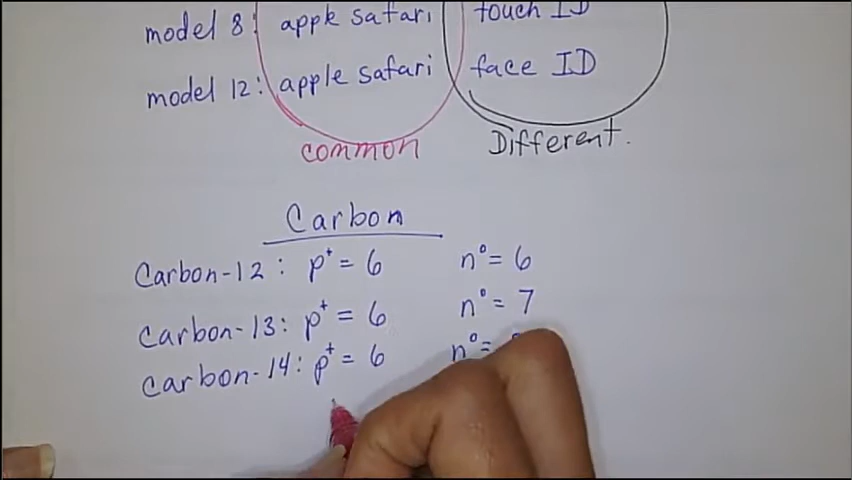 model 8: apple safari touch ID
model 12: apple safari face ID
common Different.
Carbon
Carbon-12: p+ = 6 n° = 6
Carbon-13: p+ = 6 n° = 7
Carbon-14: p+ = 6 n° =